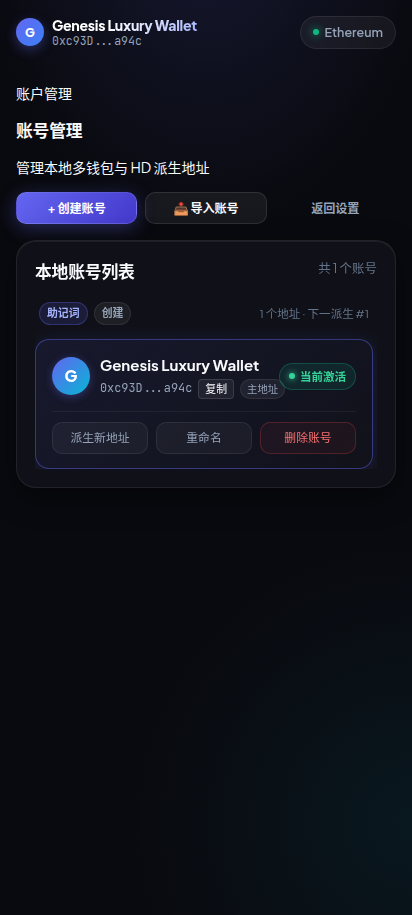 G Genesis Luxury Wallet
0xc93D...a94c
Ethereum
账户管理
账号管理
管理本地多钱包与 HD 派生地址
+ 创建账号 📥 导入账号 返回设置
本地账号列表 共 1 个账号
助记词 创建 1 个地址 · 下一派生 #1
G Genesis Luxury Wallet
0xc93D...a94c 复制 主地址 当前激活
派生新地址 重命名 删除账号